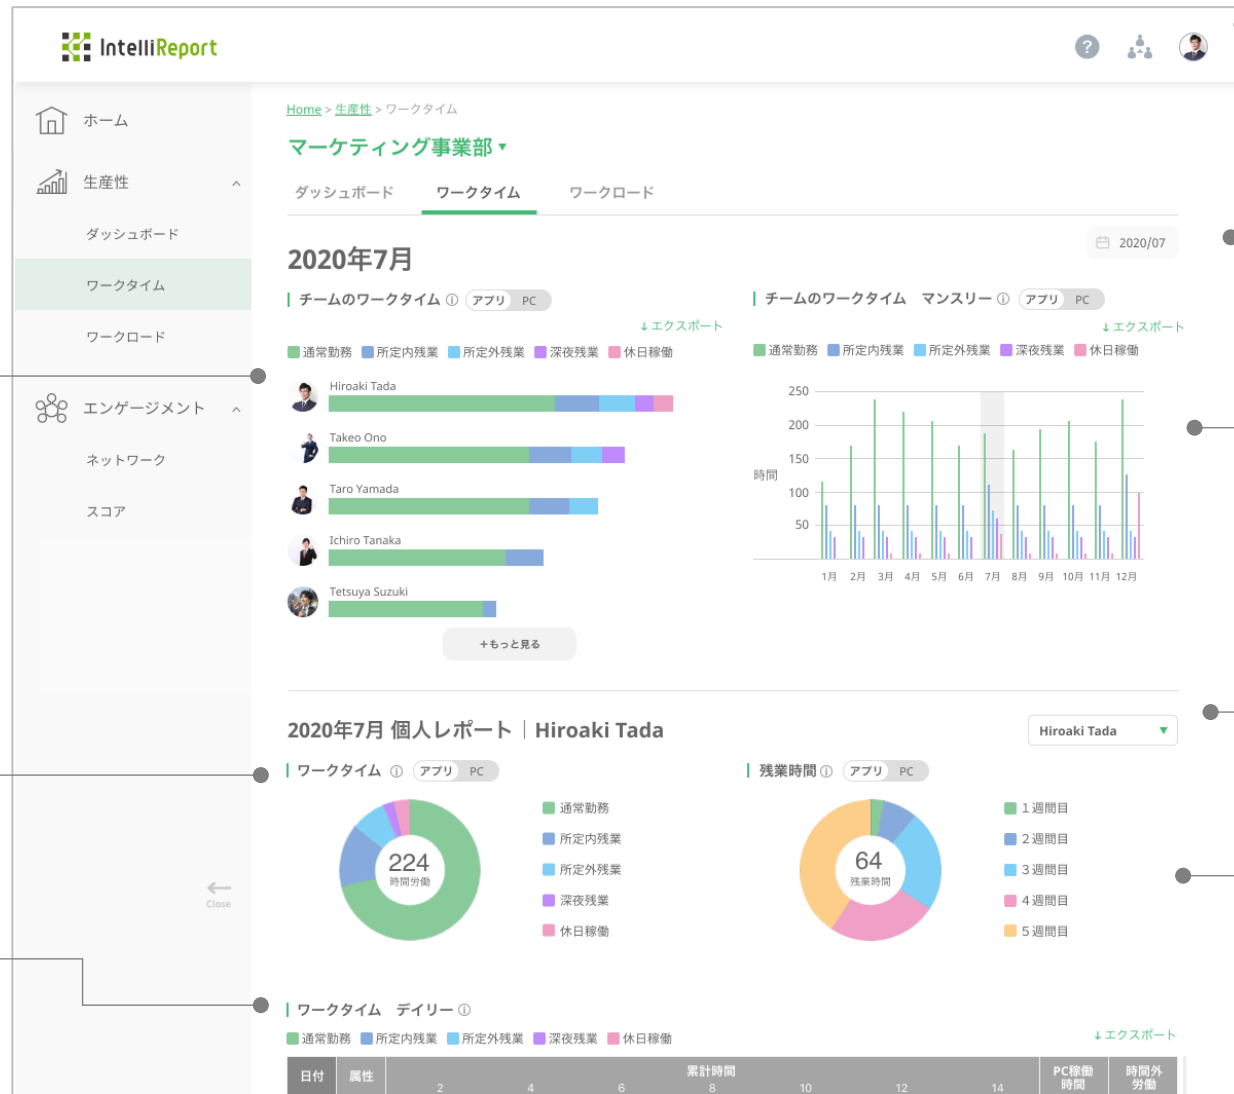 IntelliReport
?
ホーム
生産性
ダッシュボード
ワークタイム
ワークロード
エンゲージメント
ネットワーク
スコア
Close
Home > 生産性 > ワークタイム
マーケティング事業部 ▼
ダッシュボード ワークタイム ワークロード
2020年7月
2020/07
チームのワークタイム ⓘ アプリ PC
↓エクスポート
通常勤務 所定内残業 所定外残業 深夜残業 休日稼働
Hiroaki Tada
Takeo Ono
Taro Yamada
Ichiro Tanaka
Tetsuya Suzuki
+もっと見る
チームのワークタイム マンスリー ⓘ アプリ PC
↓エクスポート
通常勤務 所定内残業 所定外残業 深夜残業 休日稼働
250
200
150
時間
100
50
1月 2月 3月 4月 5月 6月 7月 8月 9月 10月 11月 12月
2020年7月 個人レポート｜Hiroaki Tada
Hiroaki Tada ▼
ワークタイム ⓘ アプリ PC
224
時間労働
通常勤務
所定内残業
所定外残業
深夜残業
休日稼働
残業時間 ⓘ アプリ PC
64
残業時間
1週間目
2週間目
3週間目
4週間目
5週間目
ワークタイム デイリー ⓘ
通常勤務 所定内残業 所定外残業 深夜残業 休日稼働
↓エクスポート
日付 属性 累計時間 PC稼働時間 時間外労働
2 4 6 8 10 12 14